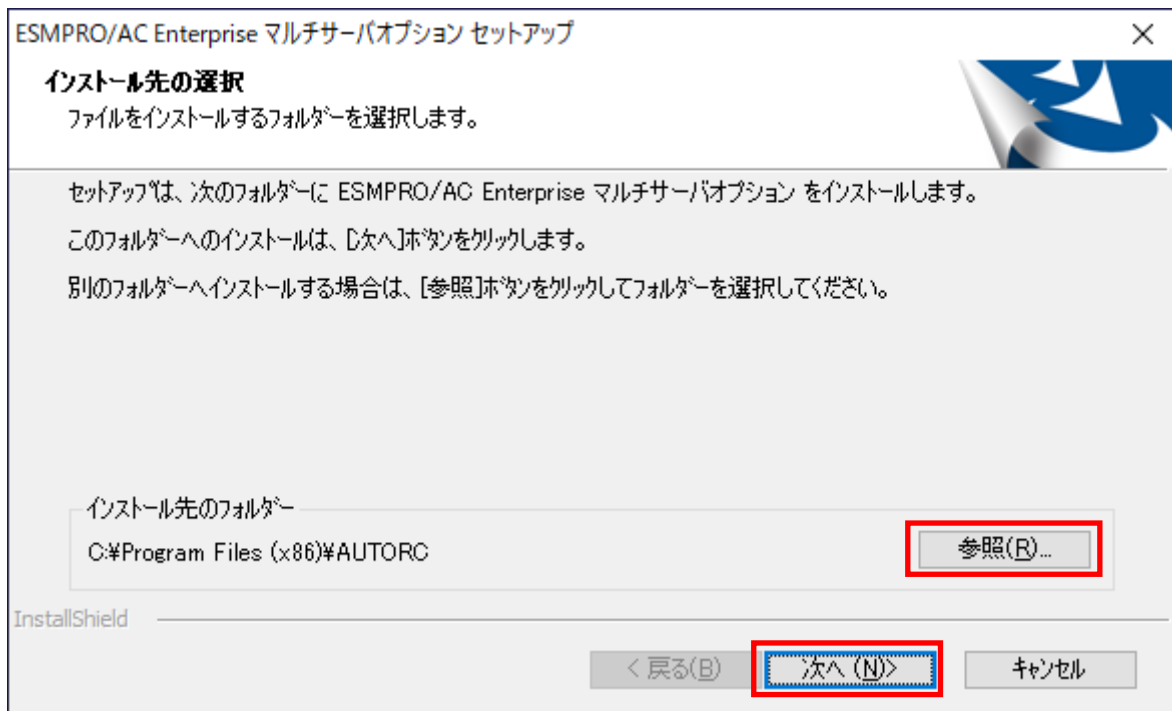 ESMPRO/AC Enterprise マルチサーバオプション セットアップ
インストール先の選択
ファイルをインストールするフォルダーを選択します。
セットアップは、次のフォルダーに ESMPRO/AC Enterprise マルチサーバオプション をインストールします。
このフォルダーへのインストールは、[次へ]ボタンをクリックします。
別のフォルダーへインストールする場合は、[参照]ボタンをクリックしてフォルダーを選択してください。
インストール先のフォルダー
C:¥Program Files (x86)¥AUTORC
参照(R)...
InstallShield
< 戻る(B)
次へ (N)>
キャンセル